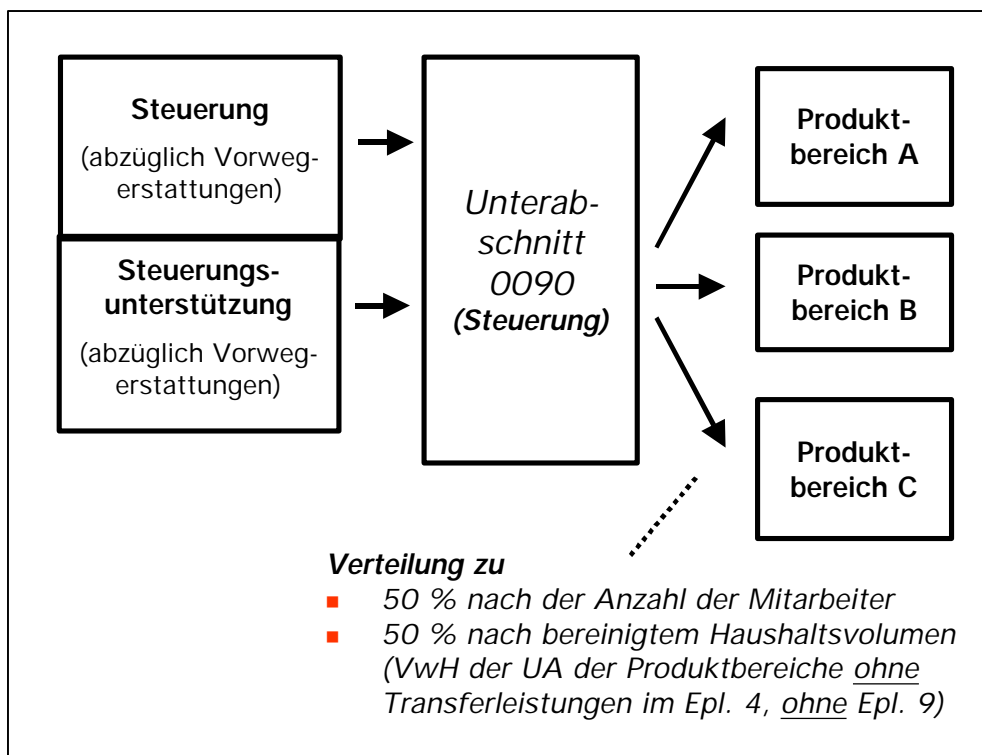 Steuerung
(abzüglich Vorweg-
erstattungen)
Steuerungs-
unterstützung
(abzüglich Vorweg-
erstattungen)
Unterab-
schnitt
0090
(Steuerung)
Produkt-
bereich A
Produkt-
bereich B
Produkt-
bereich C
Verteilung zu
50 % nach der Anzahl der Mitarbeiter
50 % nach bereinigtem Haushaltsvolumen
(VwH der UA der Produktbereiche ohne
Transferleistungen im Epl. 4, ohne Epl. 9)